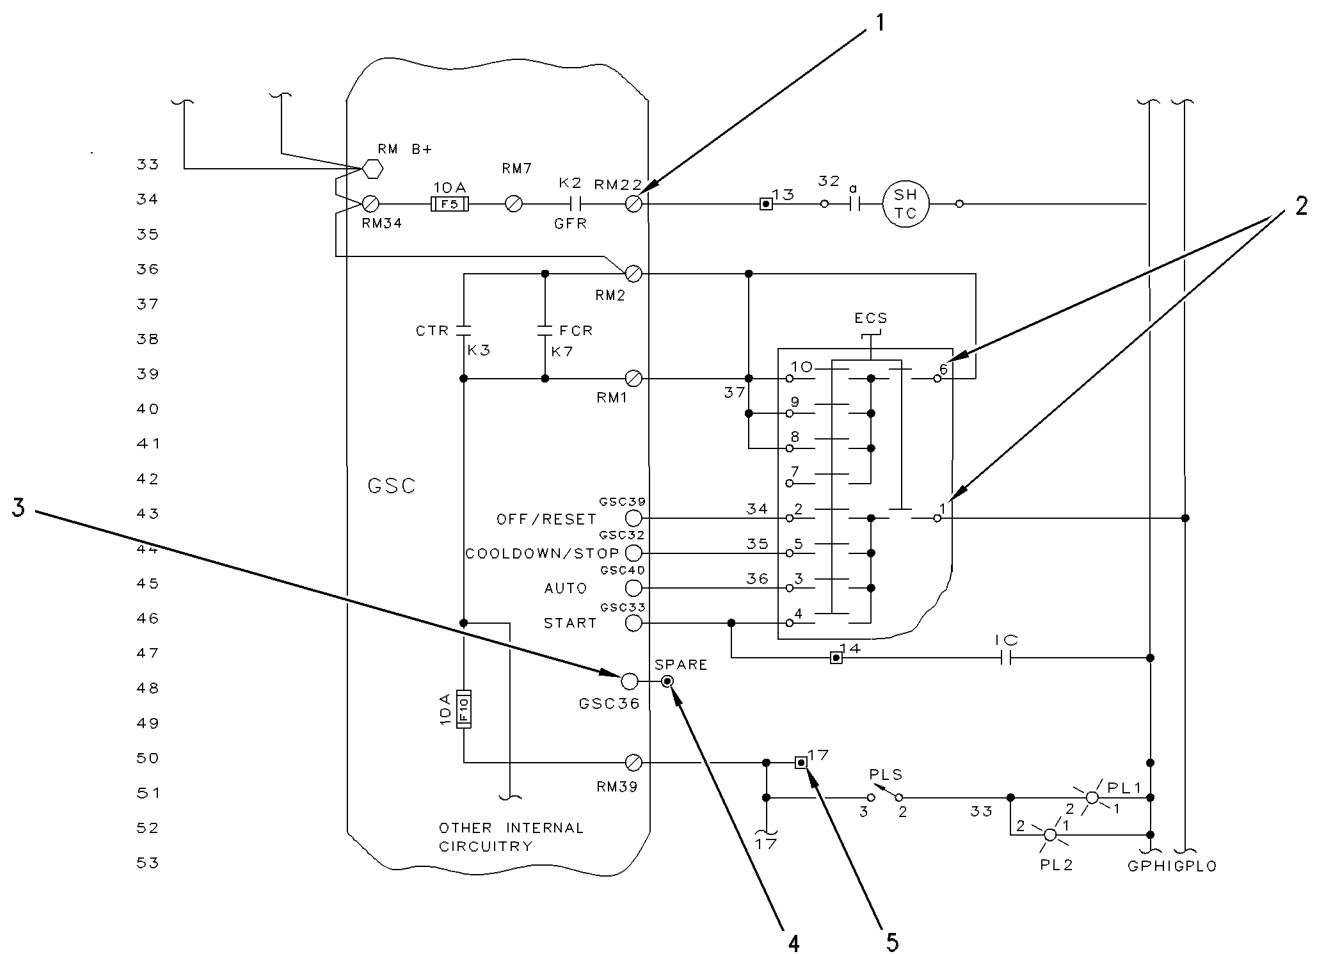 1
RM B+
33
RM7
10A
K2
RM22
32
a
13
SH
TC
34
F5
RM34
GFR
2
35
36
RM2
37
ECS
CTR
FCR
38
K3
K7
39
10
6
RM1
37
40
9
41
8
GSC
42
7
3
GSC39
43
OFF/RESET
34
2
1
GSC32
44
COOLDOWN/STOP
35
5
GSC40
45
AUTO
36
3
GSC33
46
START
4
IC
47
14
SPARE
48
GSC36
10A
F10
49
50
17
RM39
PLS
PL1
51
3
2
33
2
1
52
OTHER INTERNAL
CIRCUITRY
17
2
1
53
PL2
GPHI
GPLO
4
5